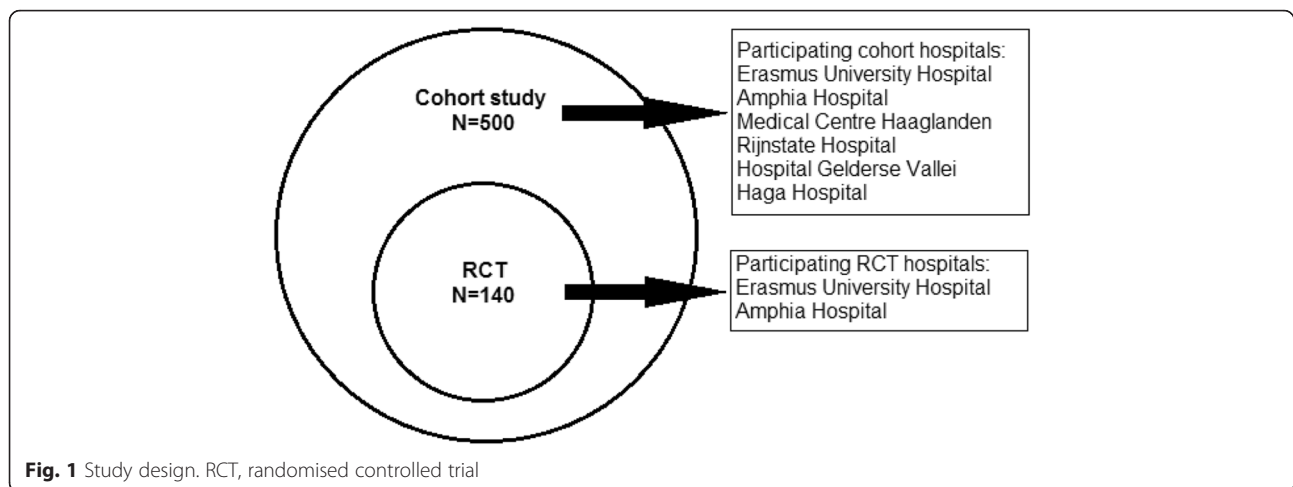 Cohort study
N=500
Participating cohort hospitals:
Erasmus University Hospital
Amphia Hospital
Medical Centre Haaglanden
Rijnstate Hospital
Hospital Gelderse Vallei
Haga Hospital
RCT
N=140
Participating RCT hospitals:
Erasmus University Hospital
Amphia Hospital
Fig. 1 Study design. RCT, randomised controlled trial